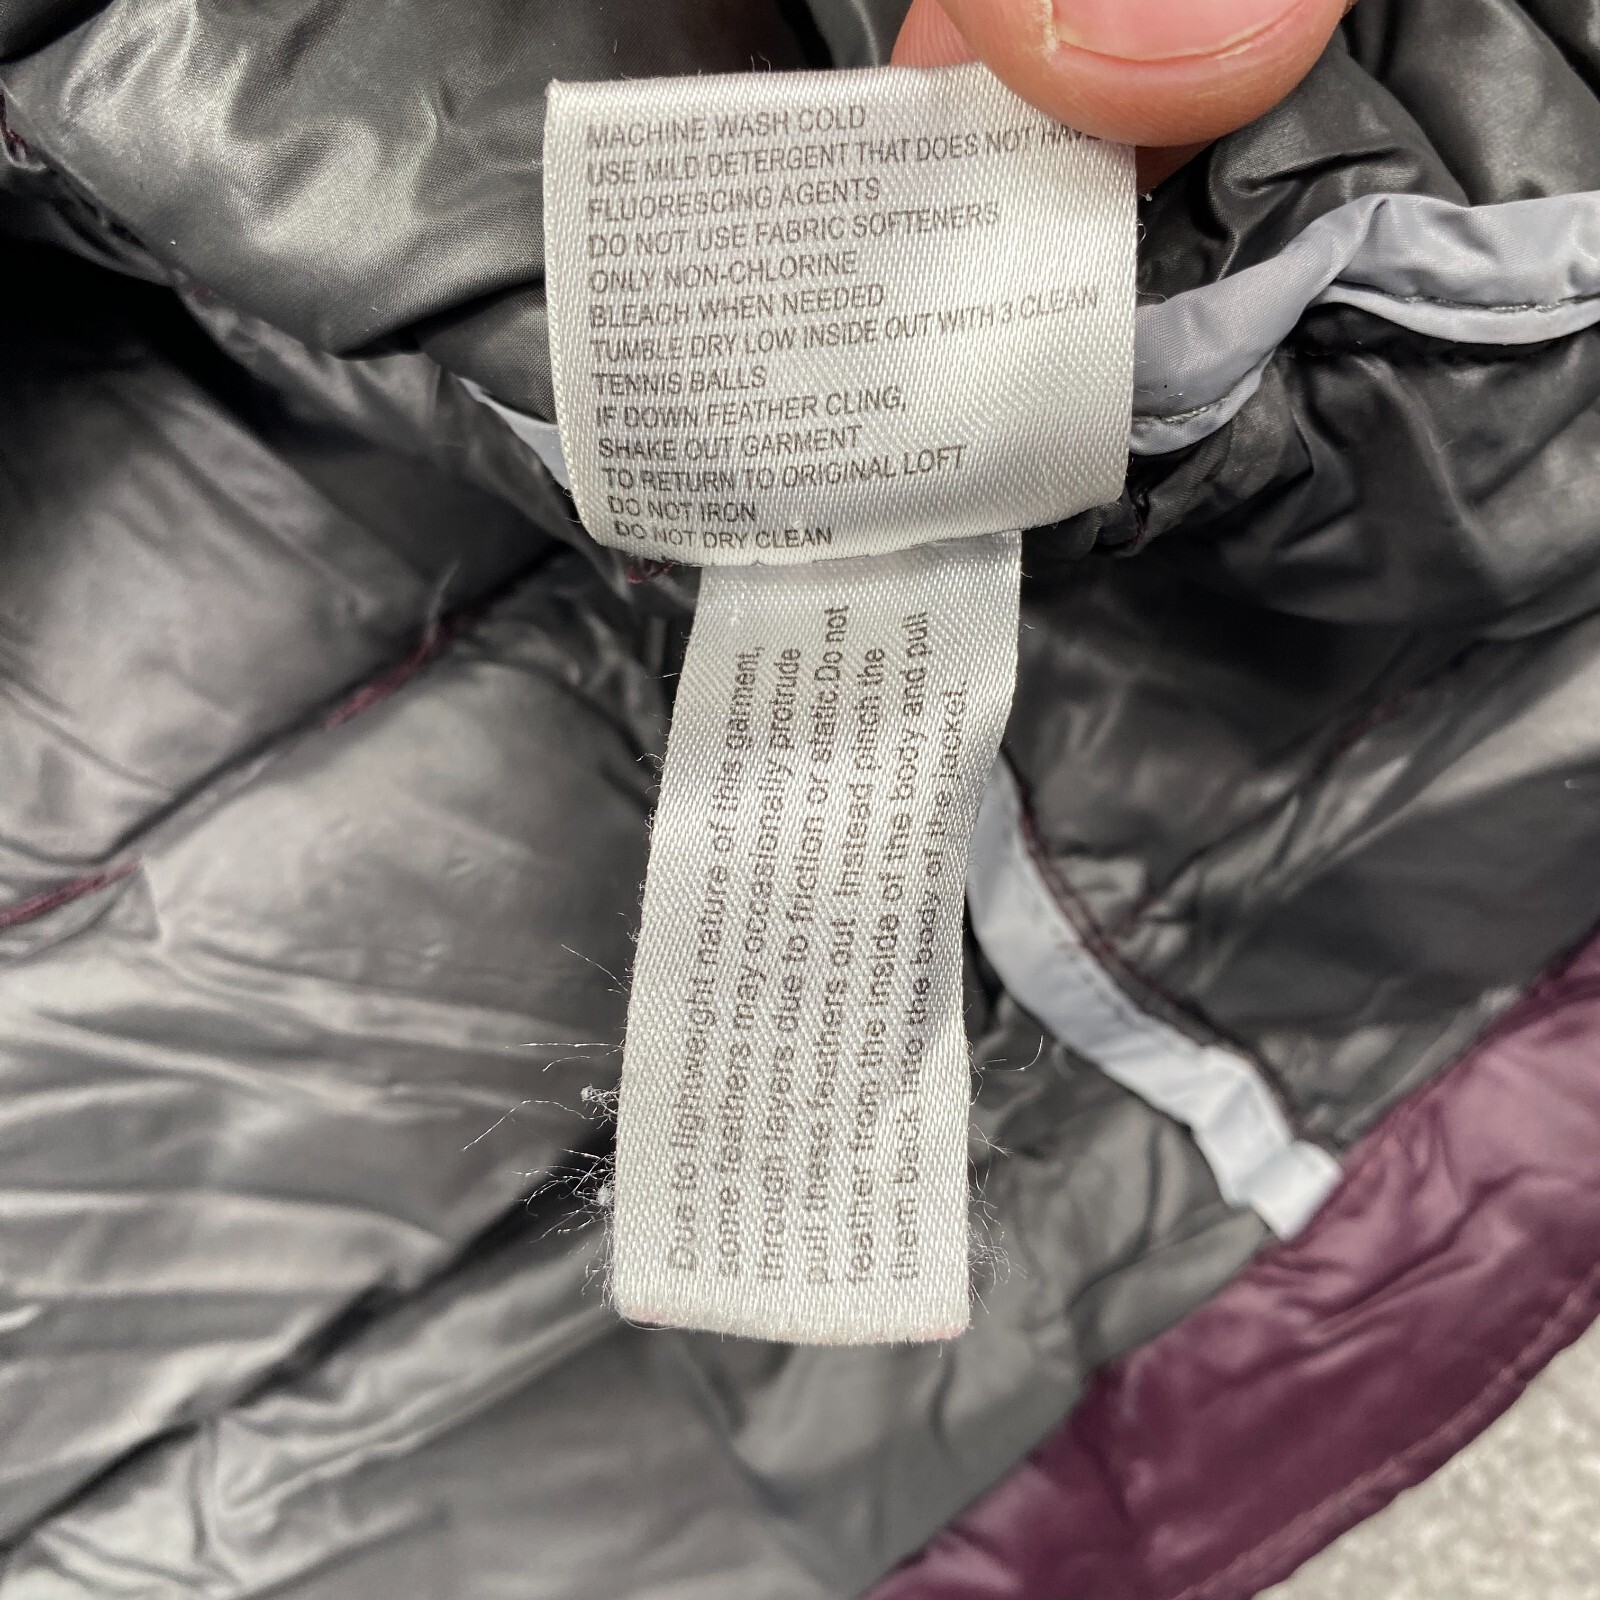 MACHINE WASH COLD
USE MILD DETERGENT THAT DOES NOT HAVE
FLUORESCING AGENTS
DO NOT USE FABRIC SOFTENERS
ONLY NON-CHLORINE
BLEACH WHEN NEEDED
TUMBLE DRY LOW INSIDE OUT WITH 3 CLEAN
TENNIS BALLS
IF DOWN FEATHER CLING,
SHAKE OUT GARMENT
TO RETURN TO ORIGINAL LOFT
DO NOT IRON
DO NOT DRY CLEAN
Due to lightweight nature of this garment,
some feathers may occasionally protrude
through layers due to friction or static Do not
pull these feathers out. Instead pinch the
feather from the inside of the body and pull
them back into the body of the jacket.